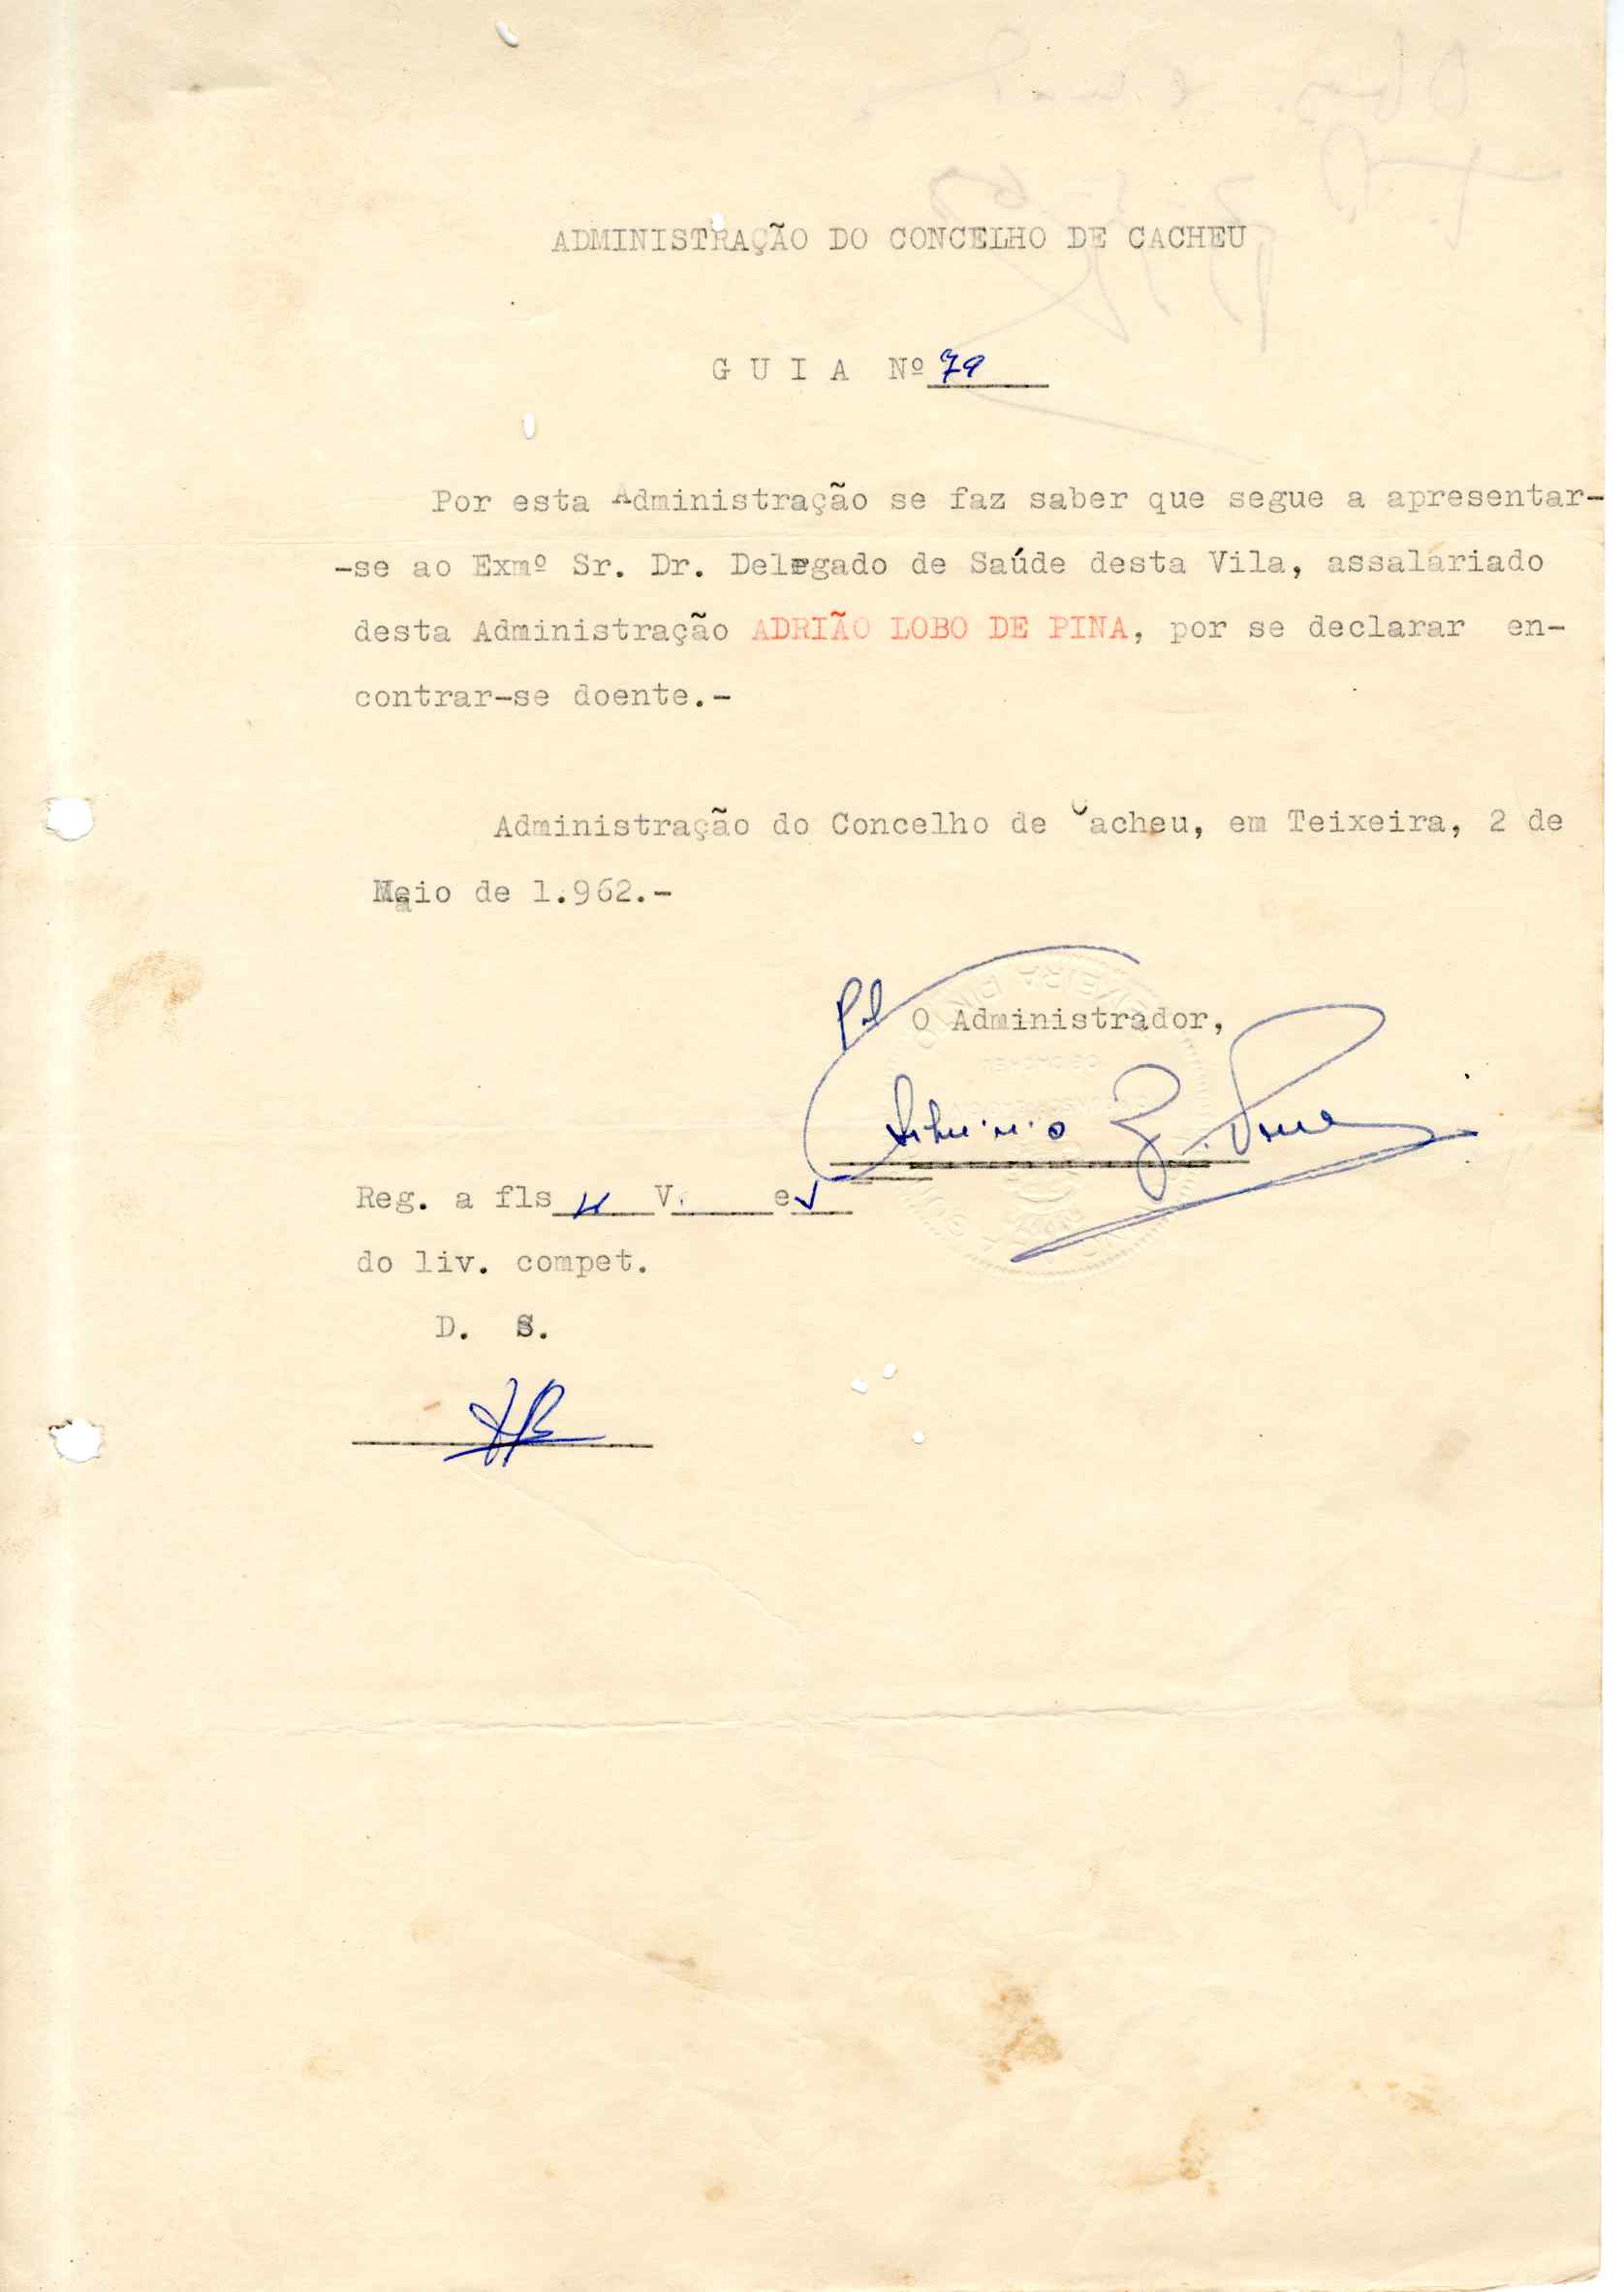 ADMINISTRAÇÃO DO CONCELHO DE CACHEU
G U I A Nº 79
Por esta Administração se faz saber que segue a apresentar-
-se ao Exmº Sr. Dr. Delegado de Saúde desta Vila, assalariado
desta Administração ADRIÃO LOBO DE PINA, por se declarar en-
contrar-se doente.-
Administração do Concelho de Cacheu, em Teixeira, 2 de
Maio de 1.962.-
O Administrador,
Reg. a fls V. e
do liv. compet.
D. S.